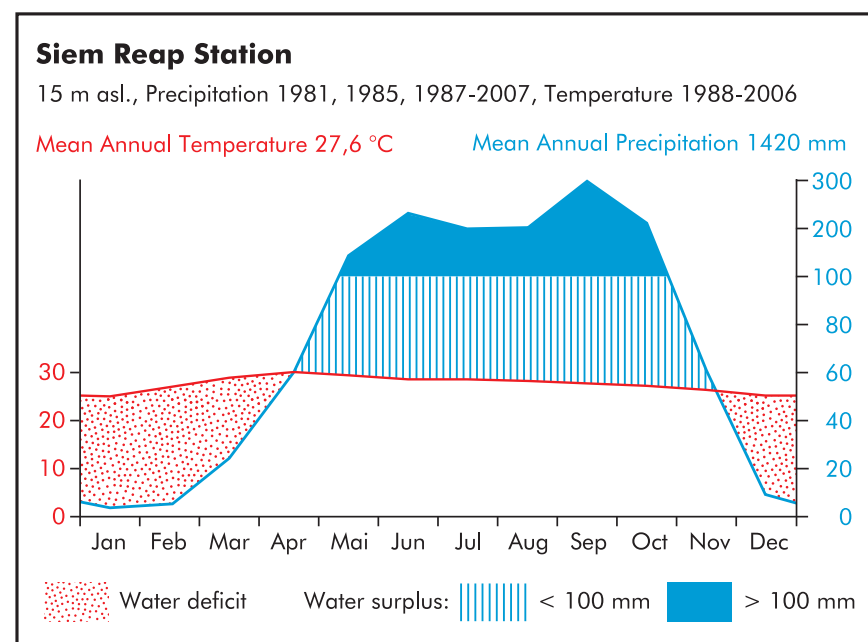 Siem Reap Station
15 m asl., Precipitation 1981, 1985, 1987-2007, Temperature 1988-2006
Mean Annual Temperature 27,6 °C
Mean Annual Precipitation 1420 mm
300
200
100
80
30 60
20 40
10 20
0 0
Jan Feb Mar Apr Mai Jun Jul Aug Sep Oct Nov Dec
Water deficit Water surplus: < 100 mm > 100 mm